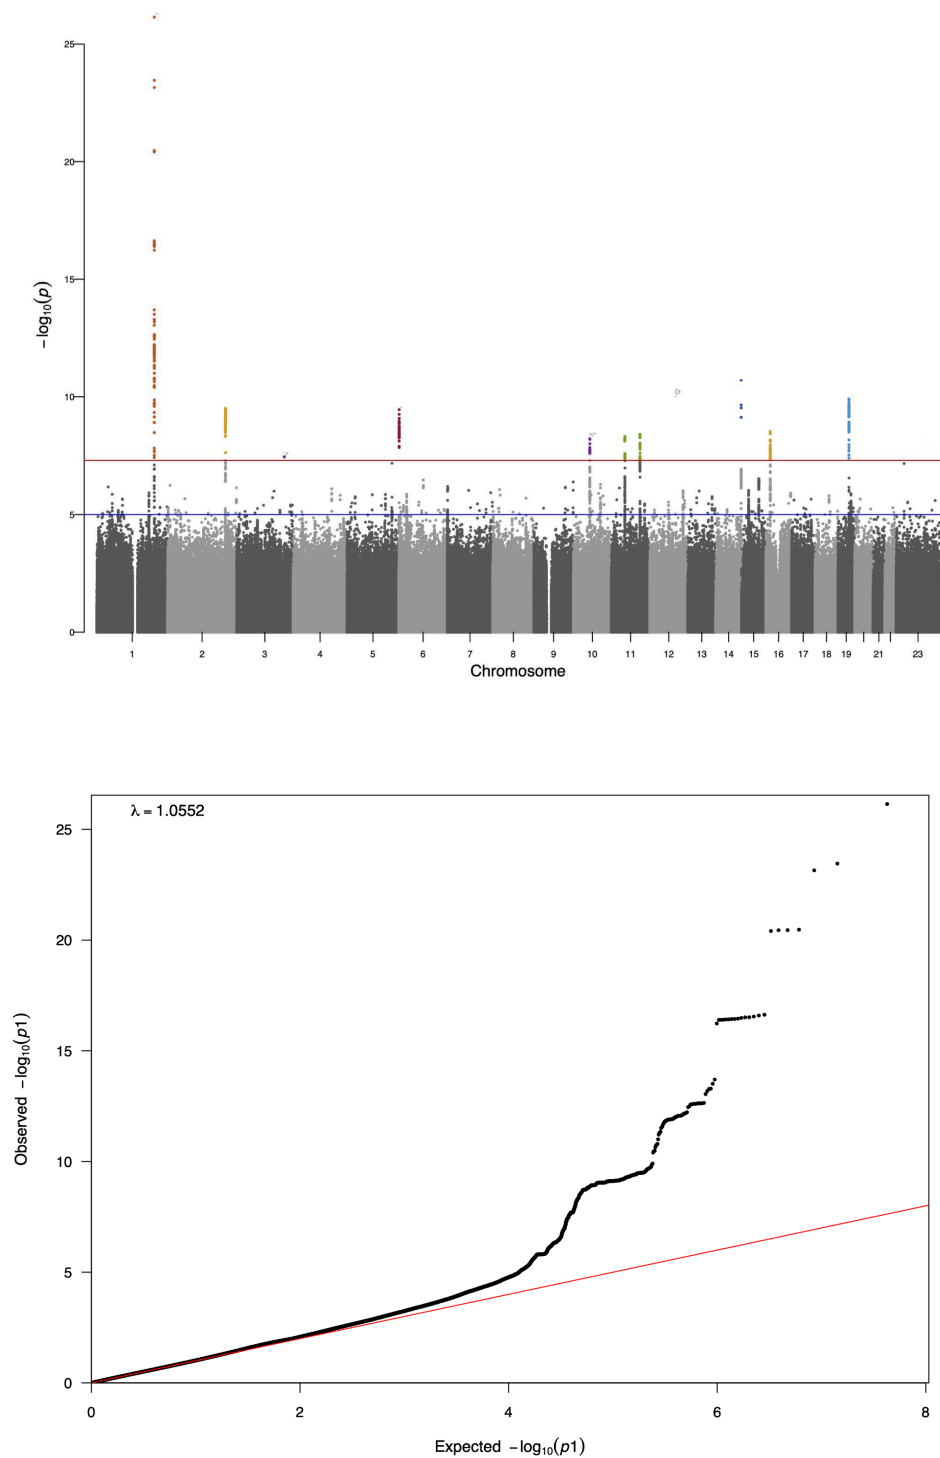 25
20
15
10
5
0
−log₁₀(p)
1 2 3 4 5 6 7 8 9 10 11 12 13 14 15 16 17 18 19 21 23
Chromosome
λ = 1.0552
25
20
15
10
5
0
Observed −log₁₀(p1)
0 2 4 6 8
Expected −log₁₀(p1)